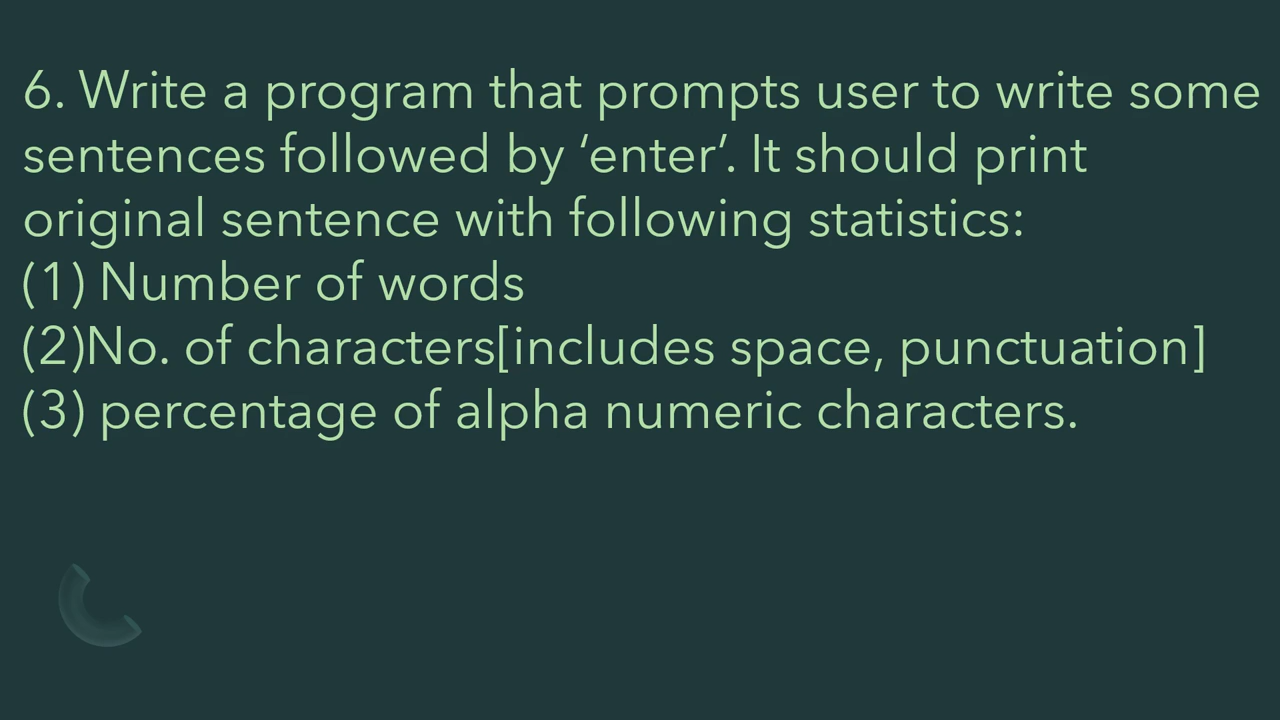 6. Write a program that prompts user to write some
sentences followed by ‘enter’. It should print
original sentence with following statistics:
(1) Number of words
(2)No. of characters[includes space, punctuation]
(3) percentage of alpha numeric characters.